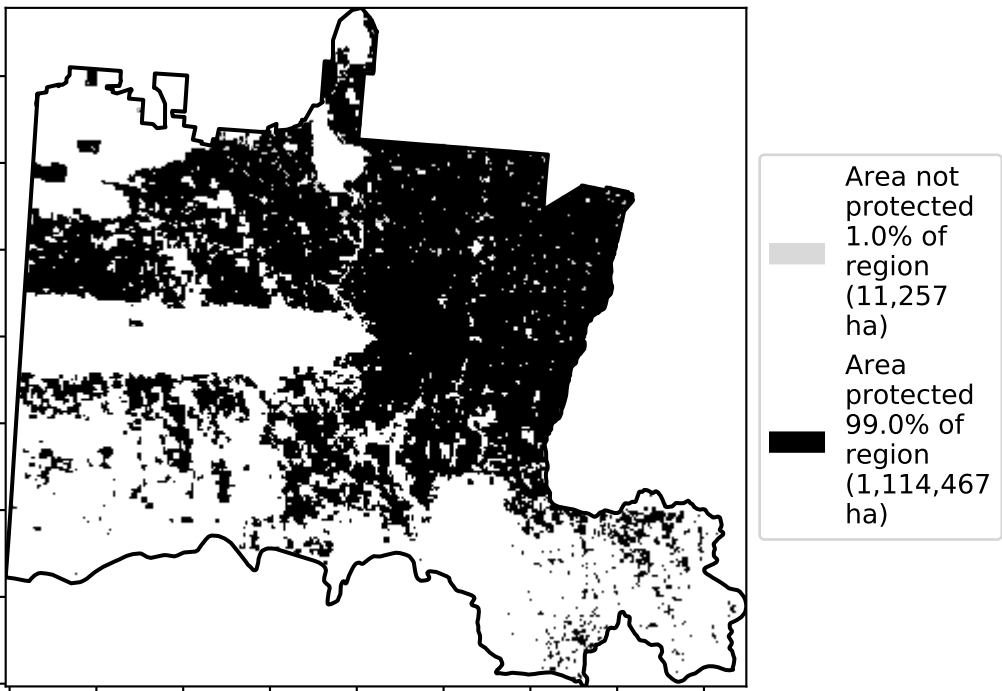 Area not
protected
1.0% of
region
(11,257
ha)
Area
protected
99.0% of
region
(1,114,467
ha)